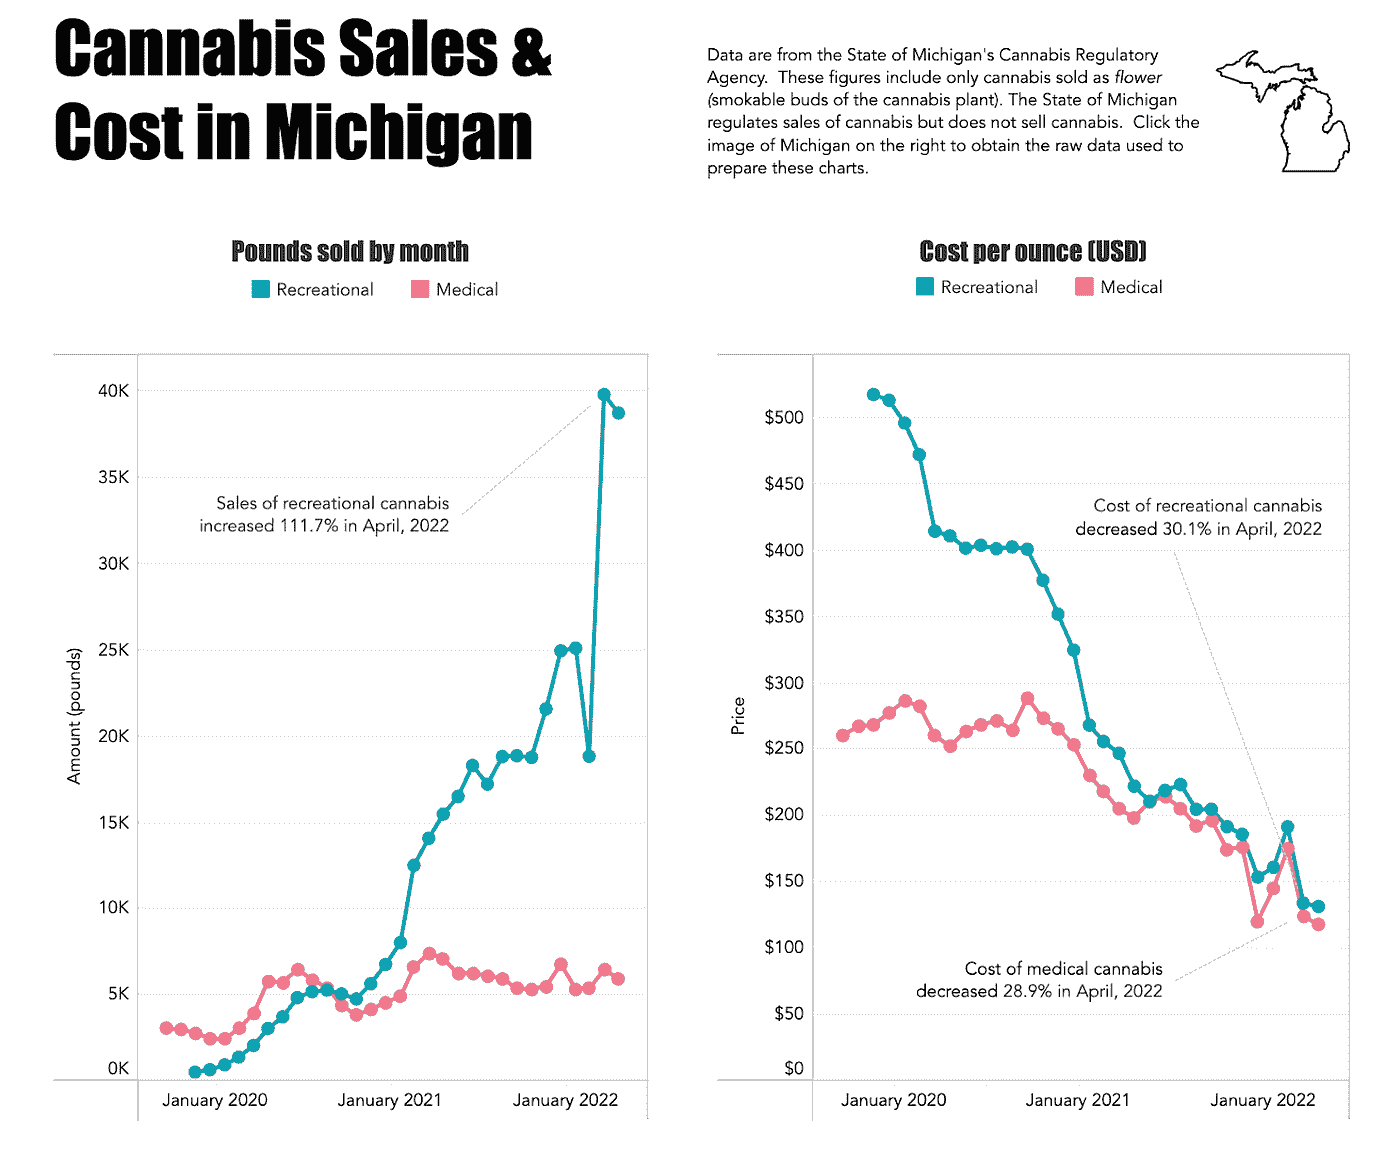 Cannabis Sales &
Cost in Michigan
Data are from the State of Michigan's Cannabis Regulatory
Agency.  These figures include only cannabis sold as flower
(smokable buds of the cannabis plant). The State of Michigan
regulates sales of cannabis but does not sell cannabis.  Click the
image of Michigan on the right to obtain the raw data used to
prepare these charts.
Pounds sold by month
Recreational
Medical
40K
35K
30K
25K
20K
15K
10K
5K
0K
Amount (pounds)
Sales of recreational cannabis
increased 111.7% in April, 2022
January 2020
January 2021
January 2022
Cost per ounce (USD)
Recreational
Medical
$500
$450
$400
$350
$300
$250
$200
$150
$100
$50
$0
Price
Cost of recreational cannabis
decreased 30.1% in April, 2022
Cost of medical cannabis
decreased 28.9% in April, 2022
January 2020
January 2021
January 2022